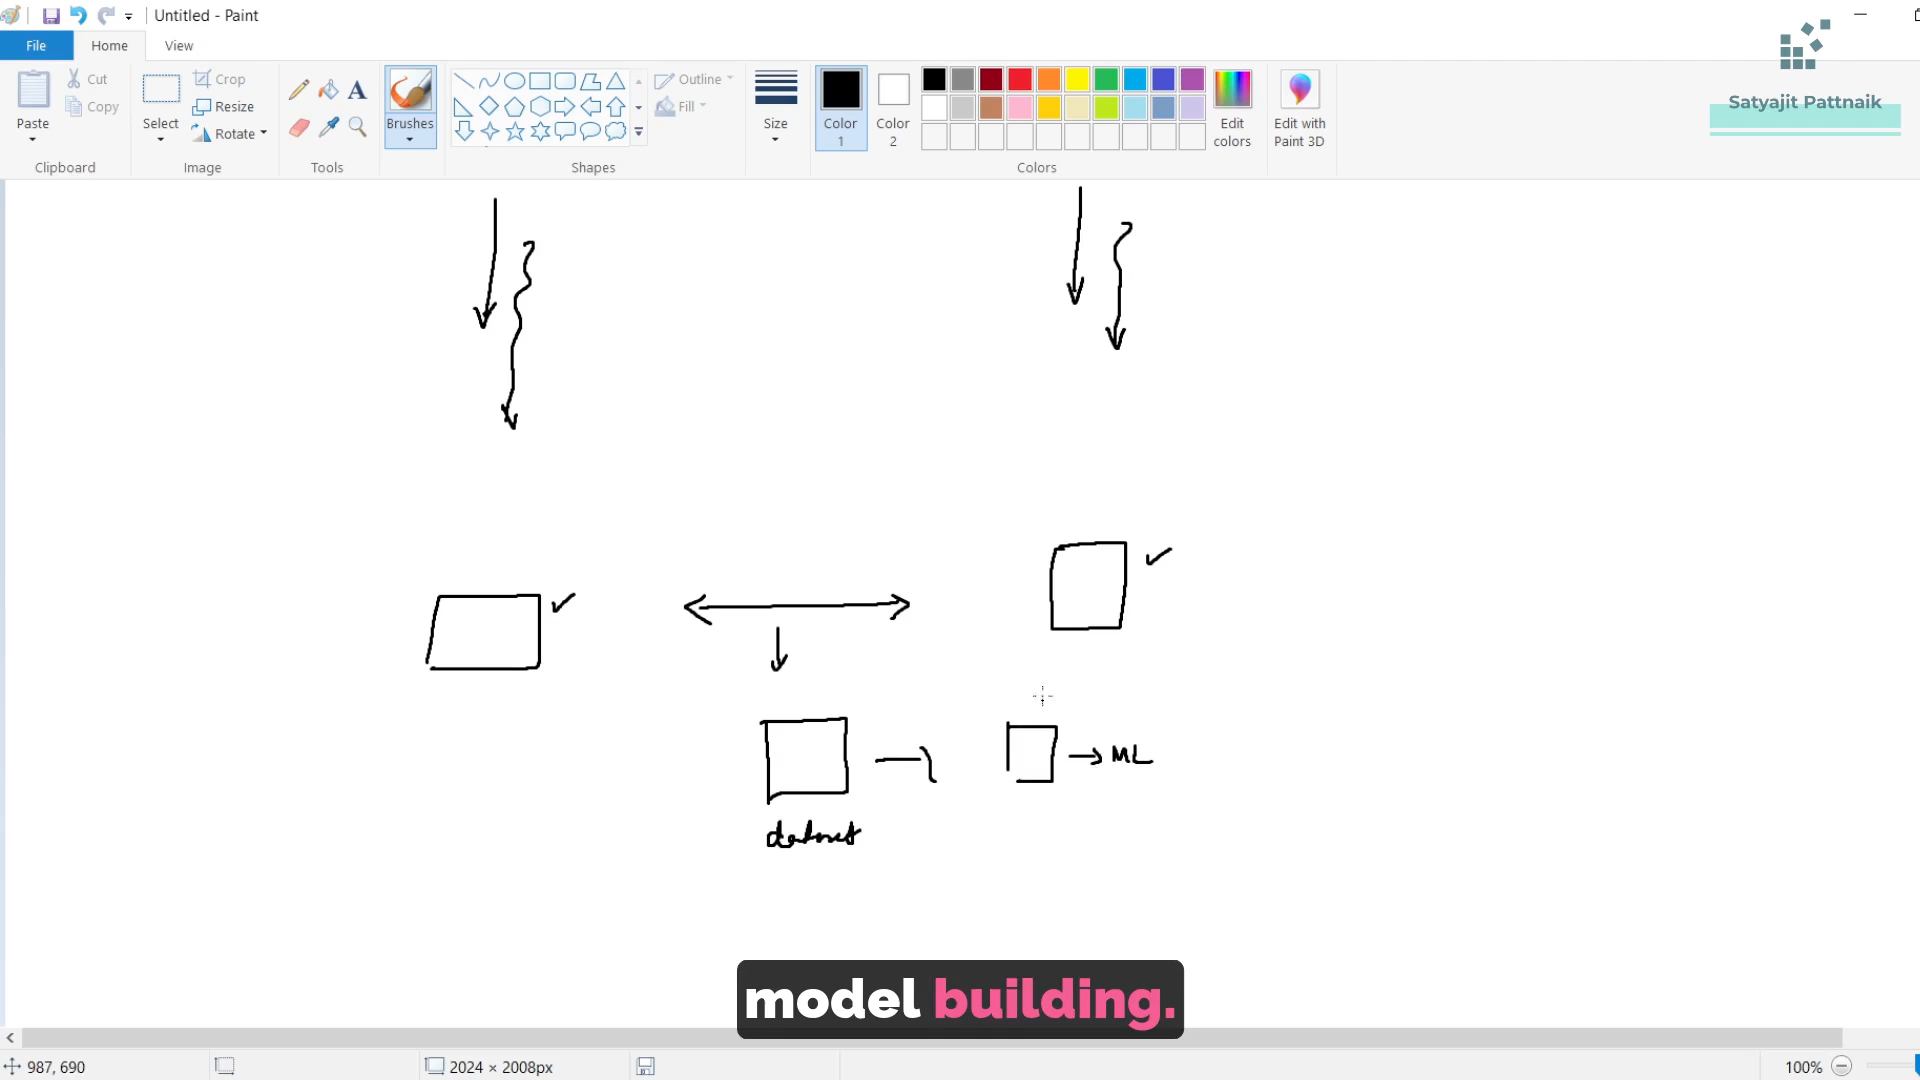 Untitled - Paint
File Home View
Paste
Cut
Copy
Clipboard
Select
Crop
Resize
Rotate
Image
Tools
Brushes
Outline
Fill
Shapes
Size
Color 1
Color 2
Edit colors
Colors
Edit with Paint 3D
Satyajit Pattnaik
ML
dataset
model building.
987, 690
2024 × 2008px
100%